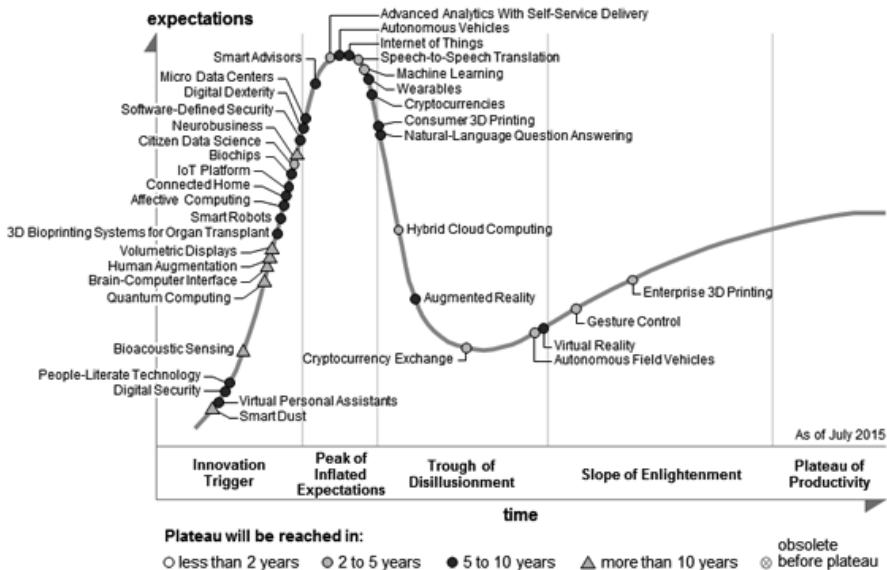 expectations
Advanced Analytics With Self-Service Delivery
Autonomous Vehicles
Internet of Things
Smart Advisors
Speech-to-Speech Translation
Machine Learning
Micro Data Centers
Wearables
Digital Dexterity
Cryptocurrencies
Software-Defined Security
Consumer 3D Printing
Neurobusiness
Natural-Language Question Answering
Citizen Data Science
Biochips
IoT Platform
Connected Home
Affective Computing
Smart Robots
Hybrid Cloud Computing
3D Bioprinting Systems for Organ Transplant
Volumetric Displays
Human Augmentation
Brain-Computer Interface
Quantum Computing
Enterprise 3D Printing
Augmented Reality
Gesture Control
Bioacoustic Sensing
Virtual Reality
Cryptocurrency Exchange
Autonomous Field Vehicles
People-Literate Technology
Digital Security
Virtual Personal Assistants
Smart Dust
As of July 2015
Innovation
Trigger
Peak of
Inflated
Expectations
Trough of
Disillusionment
Slope of Enlightenment
Plateau of
Productivity
time
Plateau will be reached in:
less than 2 years
2 to 5 years
5 to 10 years
more than 10 years
obsolete
before plateau